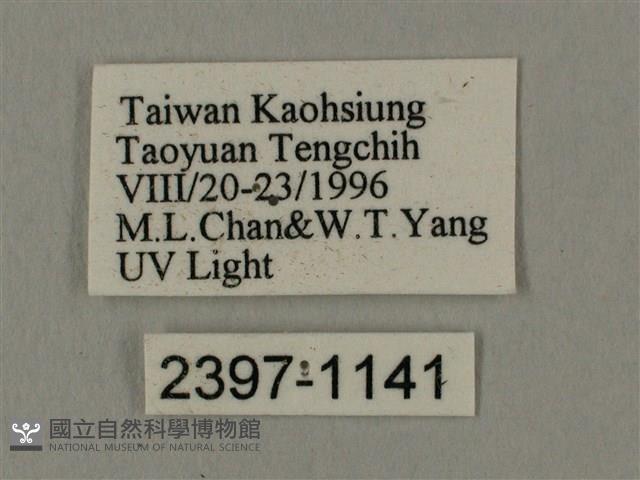 Taiwan Kaohsiung
Taoyuan Tengchih
VIII/20-23/1996
M.L.Chan&W.T.Yang
UV Light
2397-1141
國立自然科學博物館
NATIONAL MUSEUM OF NATURAL SCIENCE